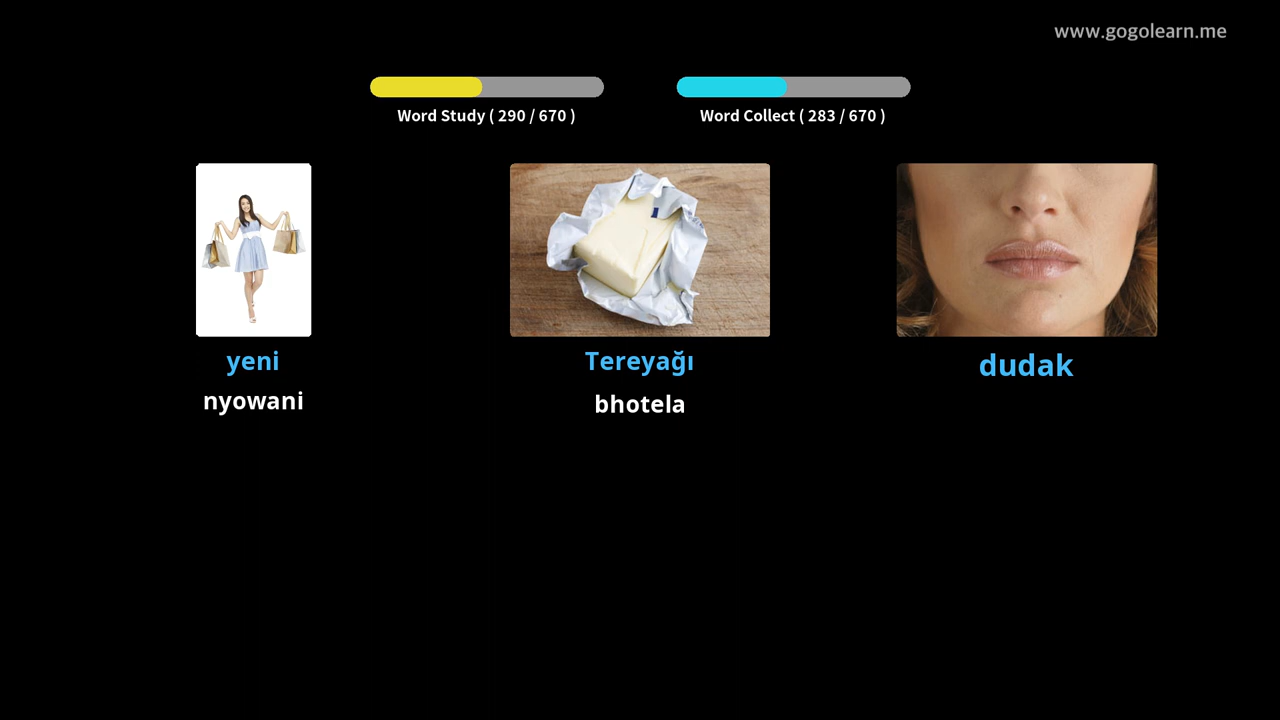 www.gogolearn.me
Word Study ( 290 / 670 )
Word Collect ( 283 / 670 )
yeni
nyowani
Tereyağı
bhotela
dudak